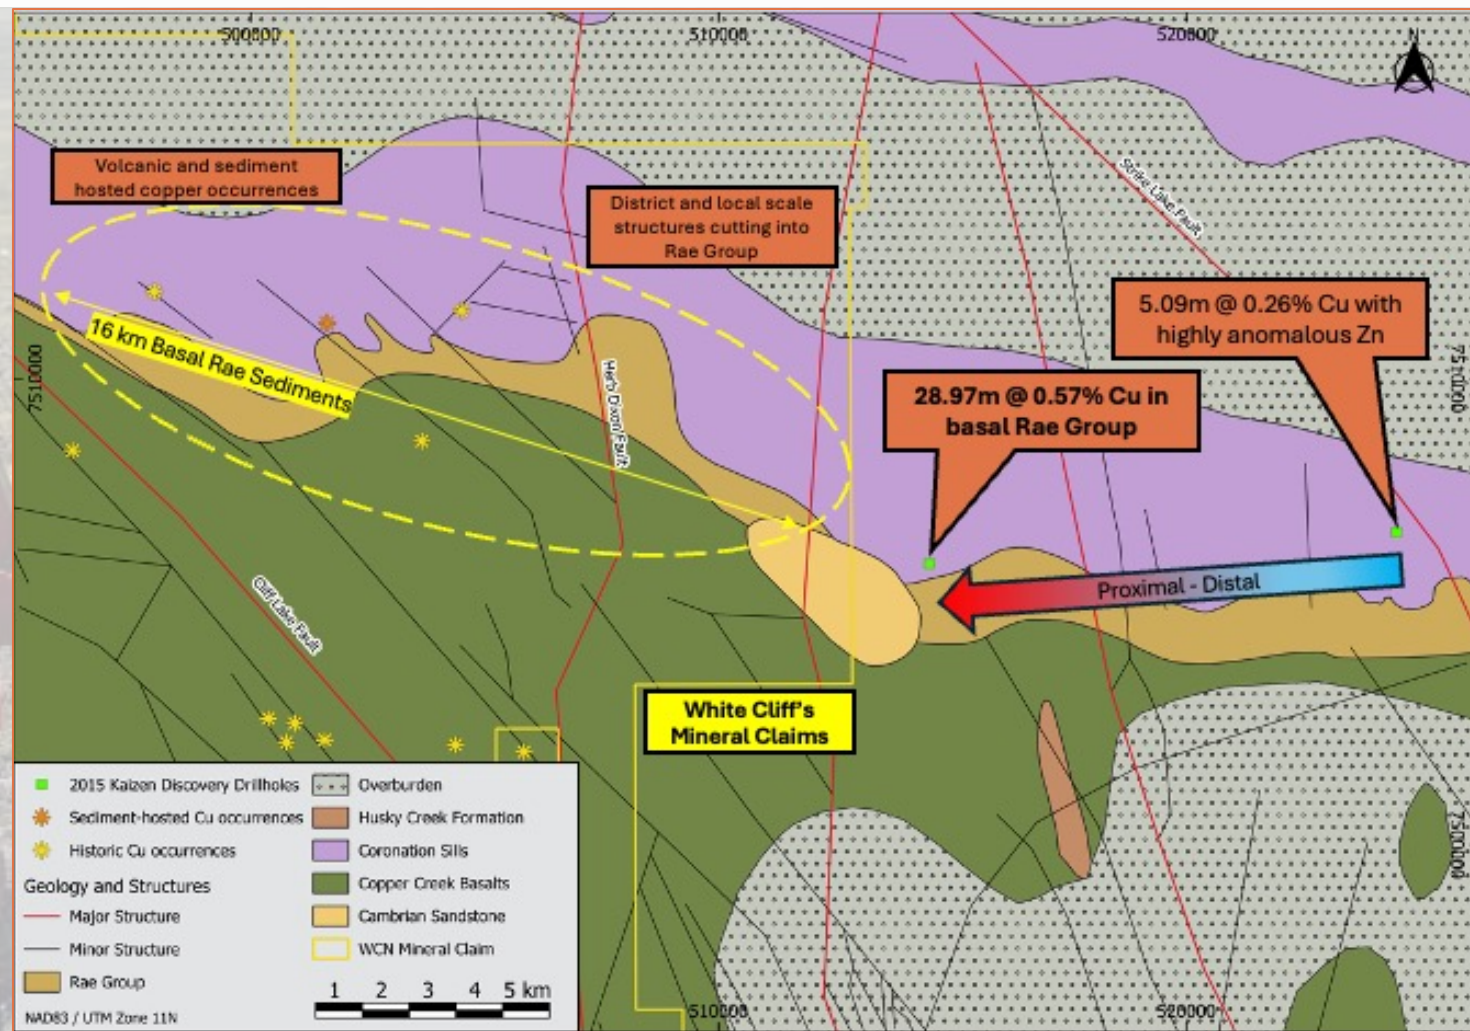 500000
510000
520000
N
Volcanic and sediment
hosted copper occurrences
District and local scale
structures cutting into
Rae Group
Strike Lake Fault
5.09m @ 0.26% Cu with
highly anomalous Zn
16 km Basal Rae Sediments
7510000
7510000
Herb Dixon Fault
28.97m @ 0.57% Cu in
basal Rae Group
Proximal - Distal
Cliff Lake Fault
White Cliff's
Mineral Claims
2015 Kaizen Discovery Drillholes
Sediment-hosted Cu occurrences
Historic Cu occurrences
Geology and Structures
Major Structure
Minor Structure
Rae Group
NAD83 / UTM Zone 11N
Overburden
Husky Creek Formation
Coronation Sills
Copper Creek Basalts
Cambrian Sandstone
WCN Mineral Claim
1 2 3 4 5 km
7500000
510000
520000